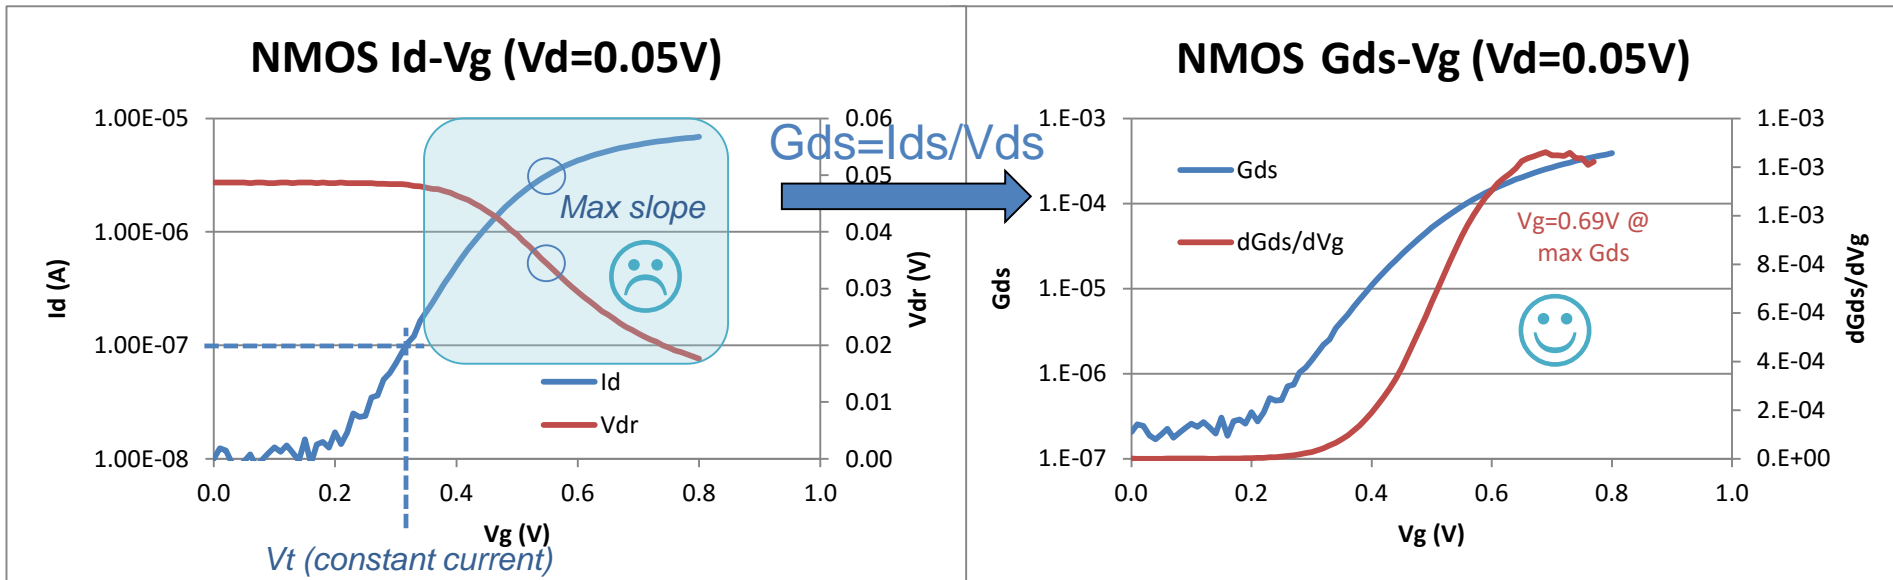 NMOS Id-Vg (Vd=0.05V)
1.00E-05
1.00E-06
1.00E-07
1.00E-08
Id (A)
0.06
0.05
0.04
0.03
0.02
0.01
0.00
Vdr (V)
Max slope
Id
Vdr
0.0 0.2 0.4 0.6 0.8 1.0
Vg (V)
Vt (constant current)
Gds=Ids/Vds
NMOS Gds-Vg (Vd=0.05V)
1.E-03
1.E-04
1.E-05
1.E-06
1.E-07
Gds
Gds
dGds/dVg
Vg=0.69V @
max Gds
1.E-03
1.E-03
1.E-03
8.E-04
6.E-04
4.E-04
2.E-04
0.E+00
dGds/dVg
0.0 0.2 0.4 0.6 0.8 1.0
Vg (V)